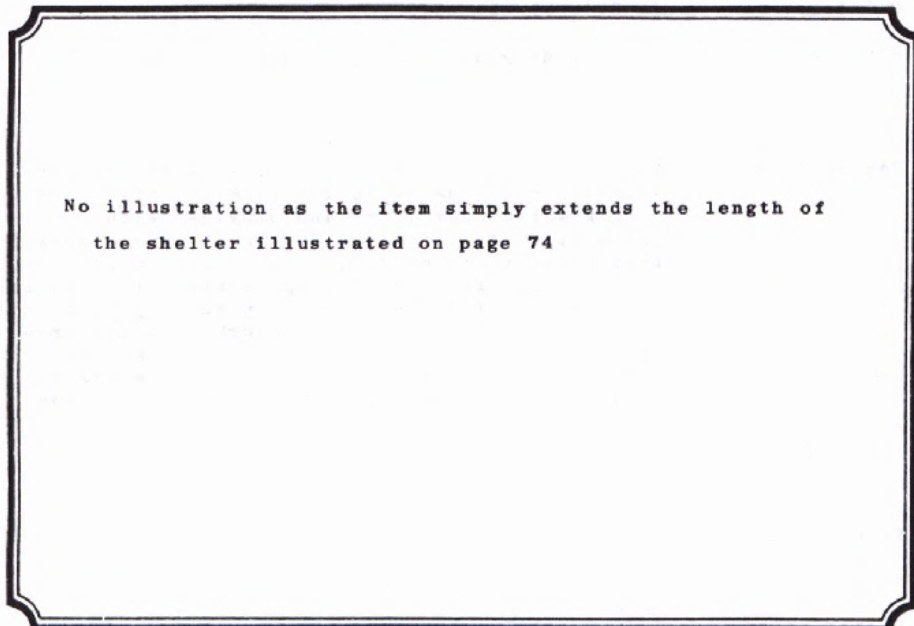 No illustration as the item simply extends the length of
the shelter illustrated on page 74